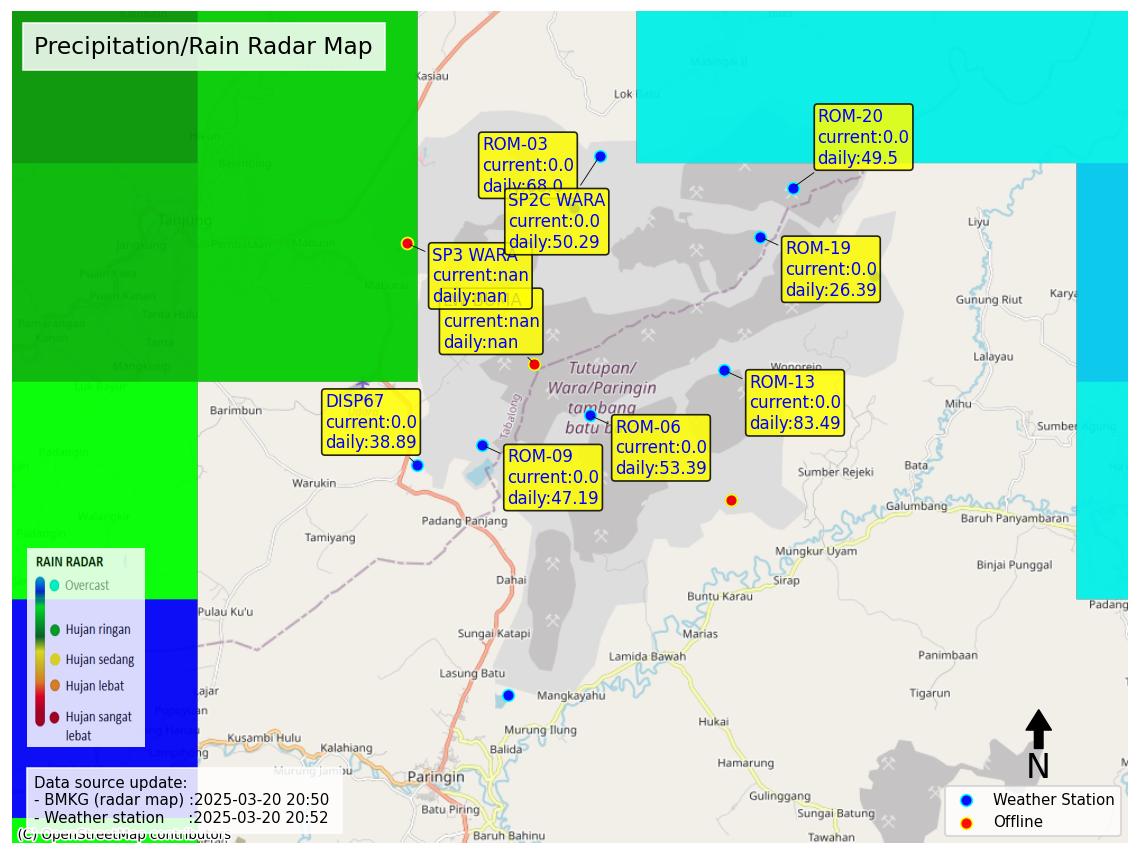 Precipitation/Rain Radar Map
Kasiau
Lok
ROM-20
current:0.0
daily:49.5
ROM-03
current:0.0
daily:68.0
SP2C WARA
current:0.0
daily:50.29
Tanjung
Liyu
SP3 WARA
current:nan
daily:nan
ROM-19
current:0.0
daily:26.39
current:nan
daily:nan
Gunung Riut
Karya
Lalayau
Tutupan/
Wara/Paringin
tambang
batu
Wonorejo
ROM-13
current:0.0
daily:83.49
Mihu
DISP67
current:0.0
daily:38.89
Barimbun
Tabalong
ROM-06
current:0.0
daily:53.39
ROM-09
current:0.0
daily:47.19
Sumber Agung
Bata
Sumber Rejeki
Warukin
Galumbang
Baruh Panyambaran
Padang Panjang
Tamiyang
Mungkur Uyam
Binjai Punggal
Dahai
Sirap
Buntu Karau
Padang
Pulau Ku'u
Sungai Katapi
Marias
Lamida Bawah
Panimbaan
Lasung Batu
Mangkayahu
Tigarun
Hukai
Murung Ilung
Kusambi Hulu
Kalahiang
Balida
Hamarung
Murung Jambu
Paringin
Gulinggang
Batu Piring
Sungai Batung
Baruh Bahinu
Tawahan
RAIN RADAR
Overcast
Hujan ringan
Hujan sedang
Hujan lebat
Hujan sangat
lebat
Data source update:
- BMKG (radar map) :2025-03-20 20:50
- Weather station :2025-03-20 20:52
(C) OpenStreetMap contributors
N
Weather Station
Offline